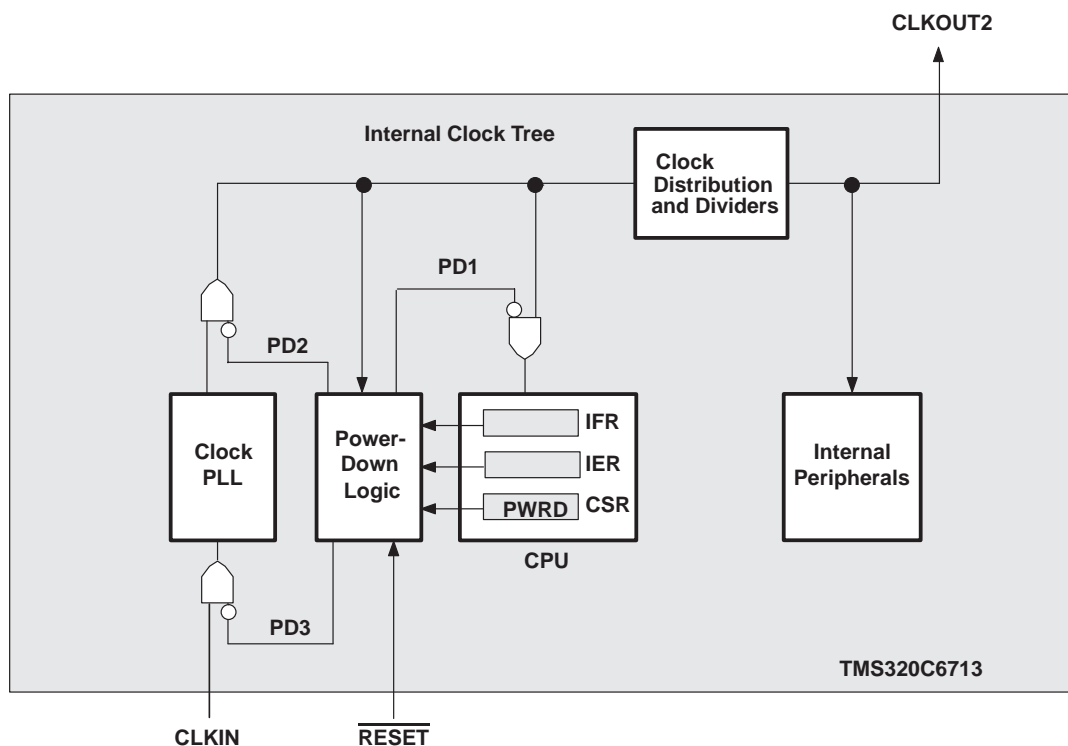 CLKOUT2
Internal Clock Tree
Clock
Distribution
and Dividers
PD1
PD2
Clock
PLL
Power-
Down
Logic
IFR
IER
PWRD
CSR
CPU
Internal
Peripherals
PD3
TMS320C6713
CLKIN
RESET